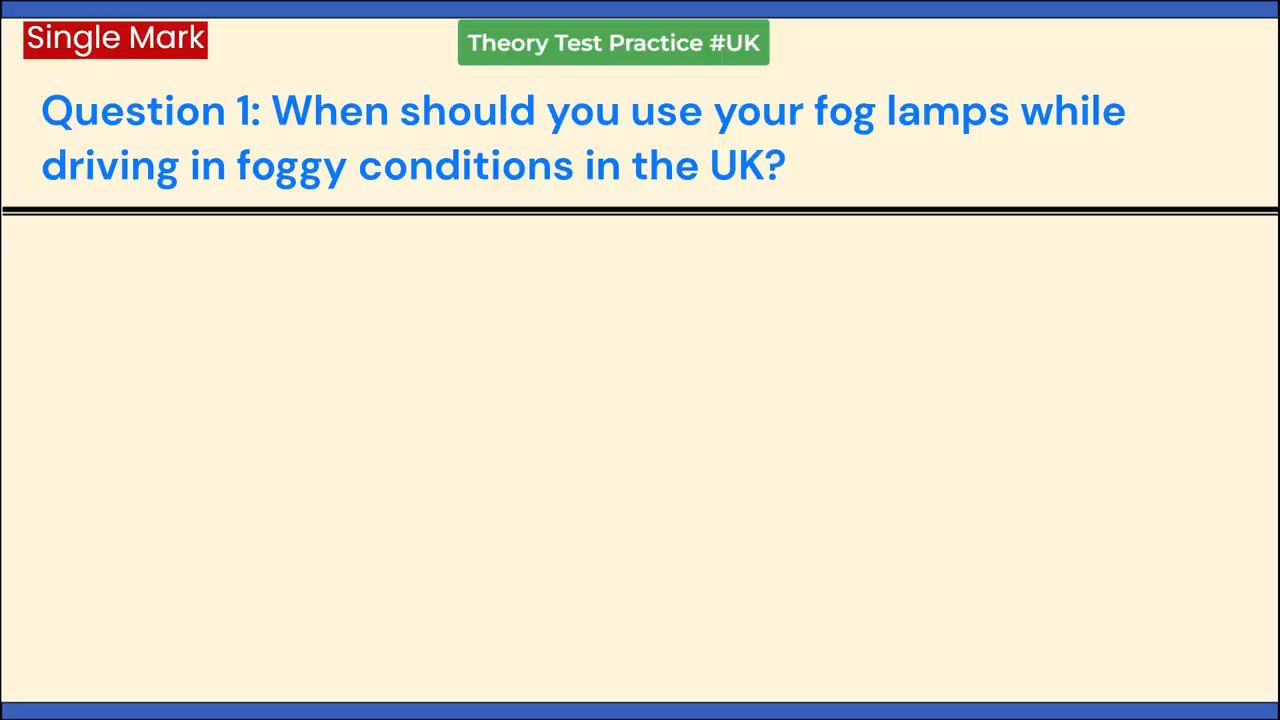 Single Mark
Theory Test Practice #UK
Question 1: When should you use your fog lamps while
driving in foggy conditions in the UK?